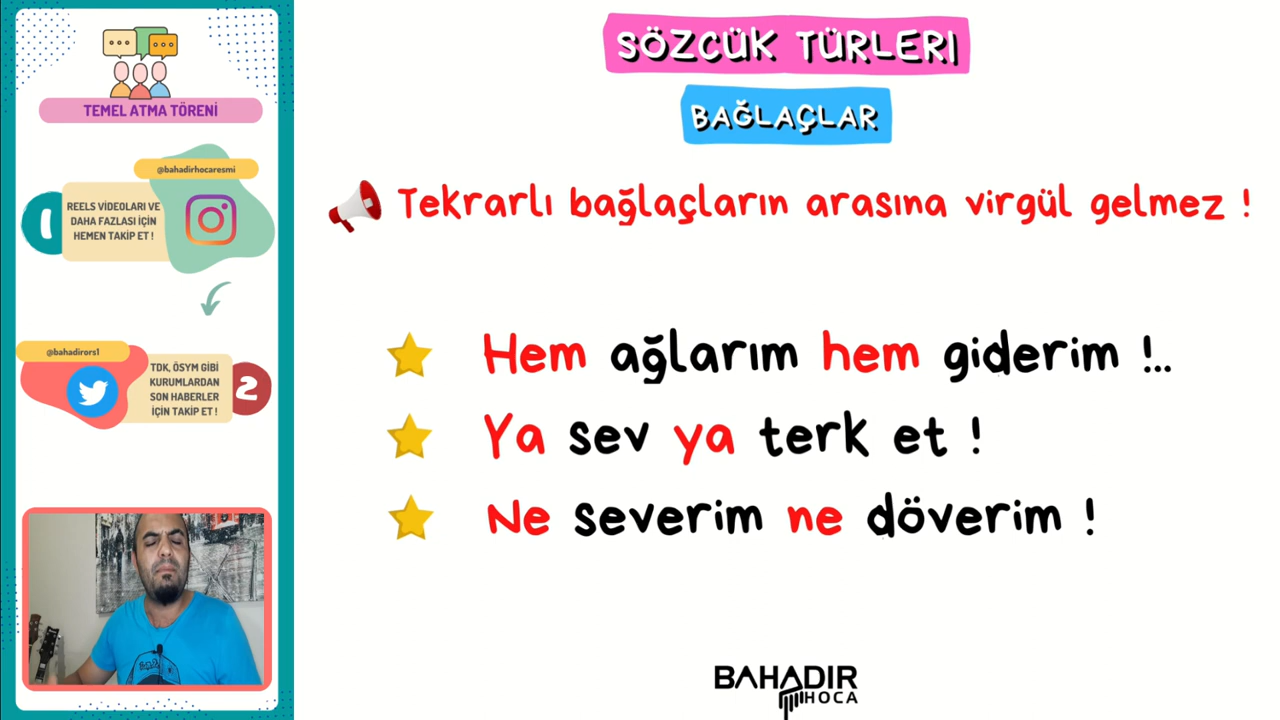 TEMEL ATMA TÖRENİ
@bahadirhocaresmi
1
REELS VİDEOLARI VE
DAHA FAZLASI İÇİN
HEMEN TAKİP ET !
@bahadirors1
TDK, ÖSYM GİBİ
KURUMLARDAN
SON HABERLER
İÇİN TAKİP ET !
2
SÖZCÜK TÜRLERI
BAĞLAÇLAR
Tekrarlı bağlaçların arasına virgül gelmez !
Hem ağlarım hem giderim !..
Ya sev ya terk et !
Ne severim ne döverim !
BAHADIR
HOCA